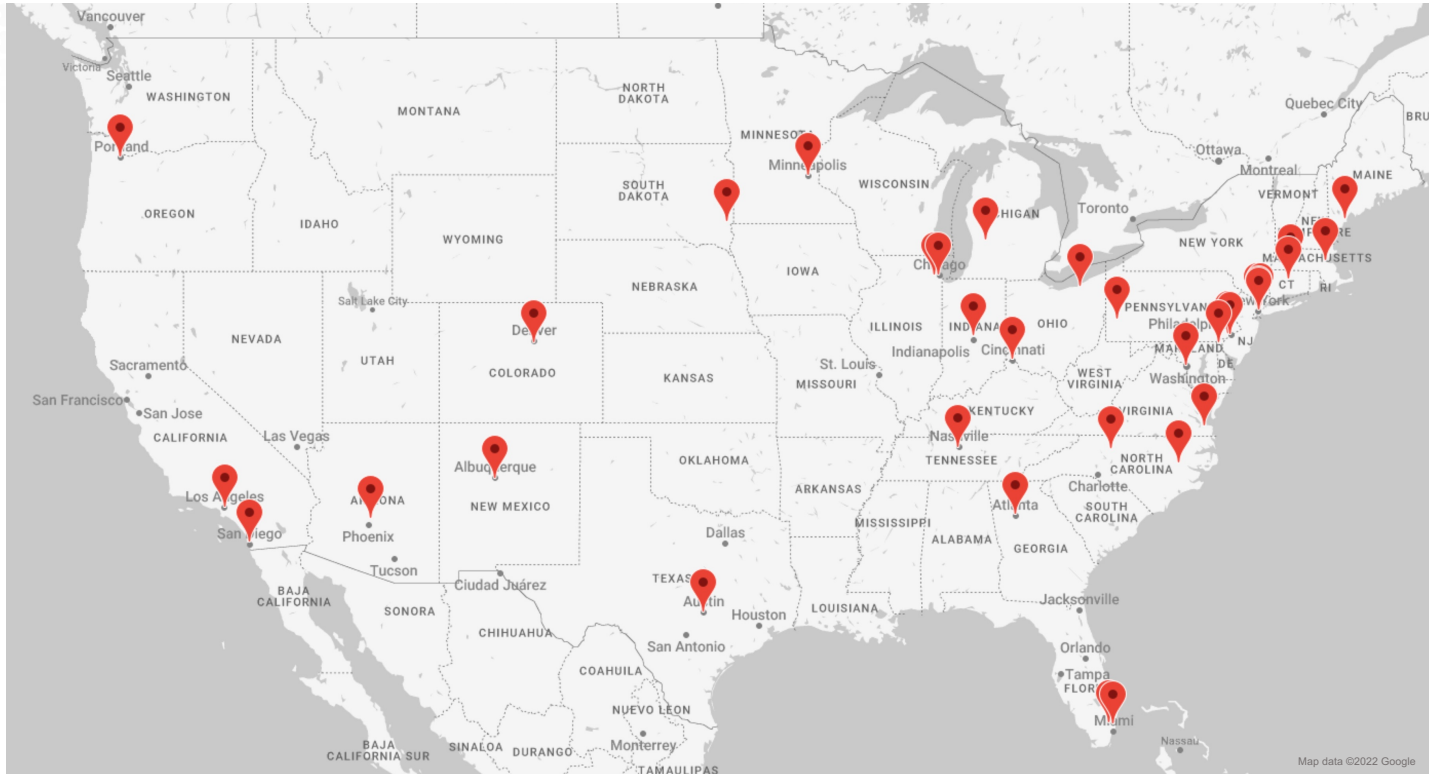 Vancouver
Victoria
Seattle
WASHINGTON
MONTANA
NORTH
DAKOTA
MINNESOTA
Minneapolis
Quebec City
BRU
Ottawa
Montreal
MAINE
VERMONT
Portland
OREGON
IDAHO
WYOMING
SOUTH
DAKOTA
WISCONSIN
Toronto
NEW YORK
MASSACHUSETTS
CT
RI
Chicago
IOWA
NEBRASKA
Salt Lake City
NEVADA
UTAH
Denver
COLORADO
KANSAS
MISSOURI
St. Louis
ILLINOIS
INDIANA
Indianapolis
OHIO
Cincinnati
WEST
VIRGINIA
PENNSYLVAN
New York
Philadelph
NJ
MARYLAND
DE
Washington
VIRGINIA
Sacramento
San Francisco
San Jose
CALIFORNIA
Las Vegas
Los Angeles
San Diego
ARIZONA
Phoenix
Tucson
Albuquerque
NEW MEXICO
OKLAHOMA
ARKANSAS
KENTUCKY
Nashville
TENNESSEE
NORTH
CAROLINA
Charlotte
SOUTH
CAROLINA
MISSISSIPPI
ALABAMA
Atlanta
GEORGIA
Dallas
TEXAS
Austin
Houston
San Antonio
LOUISIANA
Jacksonville
Orlando
Tampa
Miami
Nassau
BAJA
CALIFORNIA
SONORA
Ciudad Juárez
CHIHUAHUA
COAHUILA
NUEVO LEON
Monterrey
TAMAULIPAS
BAJA
CALIFORNIA SUR
SINALOA
DURANGO
Map data ©2022 Google